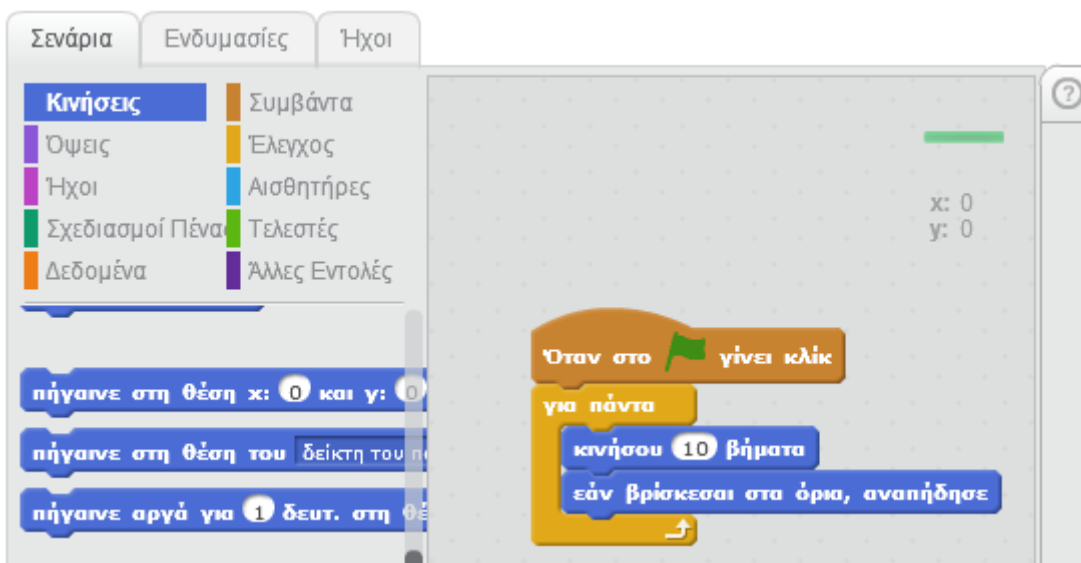 Σενάρια Ενδυμασίες Ήχοι
Κινήσεις Συμβάντα
Όψεις Έλεγχος
Ήχοι Αισθητήρες
Σχεδιασμοί Πένας Τελεστές
Δεδομένα Άλλες Εντολές
?
x: 0
y: 0
πήγαινε στη θέση x: 0 και y: 0
πήγαινε στη θέση του δείκτη του
πήγαινε αργά για 1 δευτ. στη
Όταν στο γίνει κλίκ
για πάντα
κινήσου 10 βήματα
εάν βρίσκεσαι στα όρια, αναπήδησε